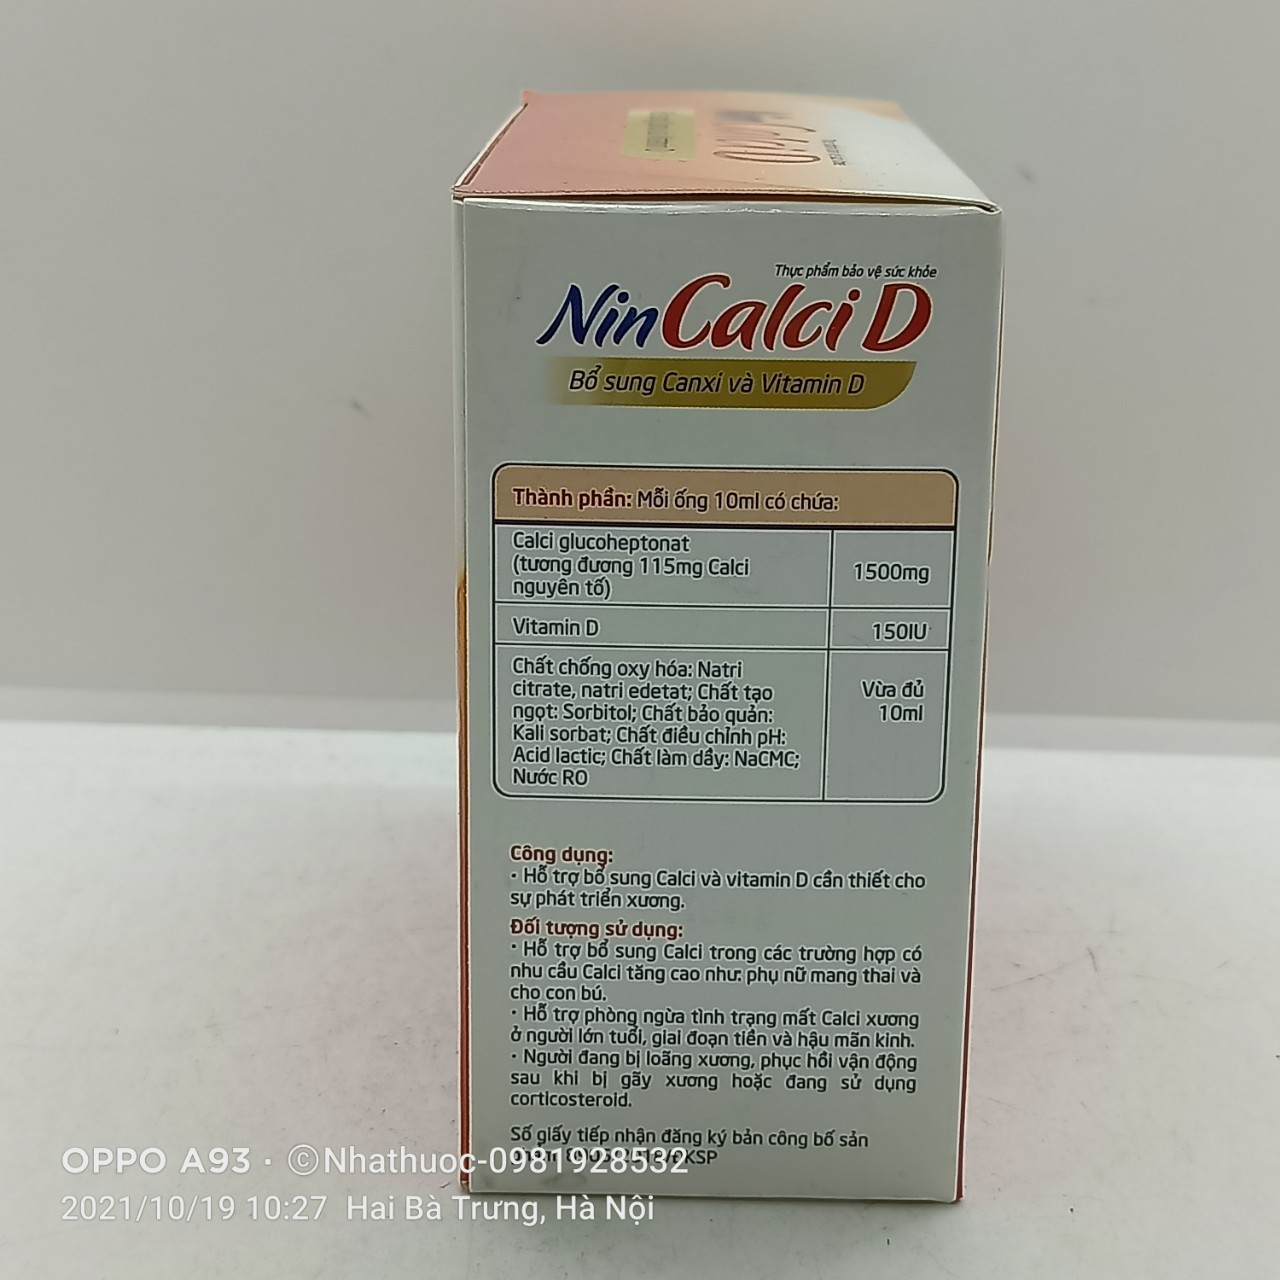 Thực phẩm bảo vệ sức khỏe
NinCalci D
Bổ sung Canxi và Vitamin D
Thành phần: Mỗi ống 10ml có chứa:
Calci glucoheptonat
(tương đương 115mg Calci
nguyên tố)
1500mg
Vitamin D
150IU
Chất chống oxy hóa: Natri
citrate, natri edetat; Chất tạo
ngọt: Sorbitol; Chất bảo quản:
Kali sorbat; Chất điều chỉnh pH:
Acid lactic; Chất làm dầy: NaCMC;
Nước RO
Vừa đủ
10ml
Công dụng:
• Hỗ trợ bổ sung Calci và vitamin D cần thiết cho
sự phát triển xương.
Đối tượng sử dụng:
• Hỗ trợ bổ sung Calci trong các trường hợp có
nhu cầu Calci tăng cao như: phụ nữ mang thai và
cho con bú.
• Hỗ trợ phòng ngừa tình trạng mất Calci xương
ở người lớn tuổi, giai đoạn tiền và hậu mãn kinh.
• Người đang bị loãng xương, phục hồi vận động
sau khi bị gãy xương hoặc đang sử dụng
corticosteroid.
Số giấy tiếp nhận đăng ký bản công bố sản
OPPO A93 · ©Nhathuoc-0981928532
2021/10/19 10:27 Hai Bà Trưng, Hà Nội